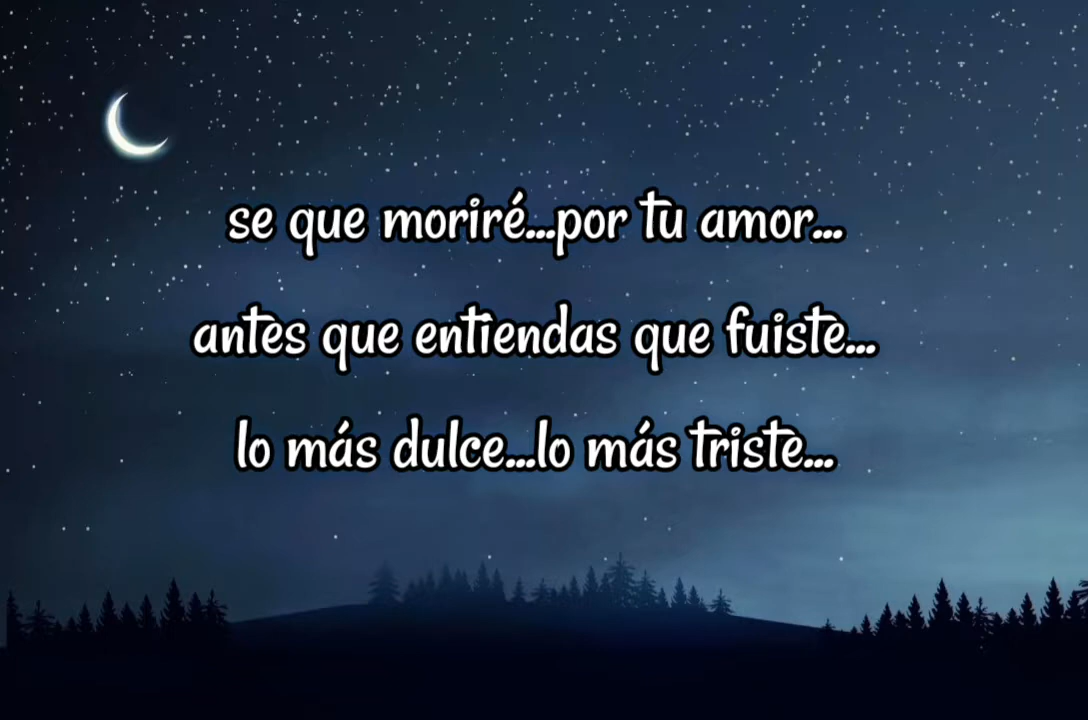 se que moriré...por tu amor...
antes que entiendas que fuiste...
lo más dulce...lo más triste...